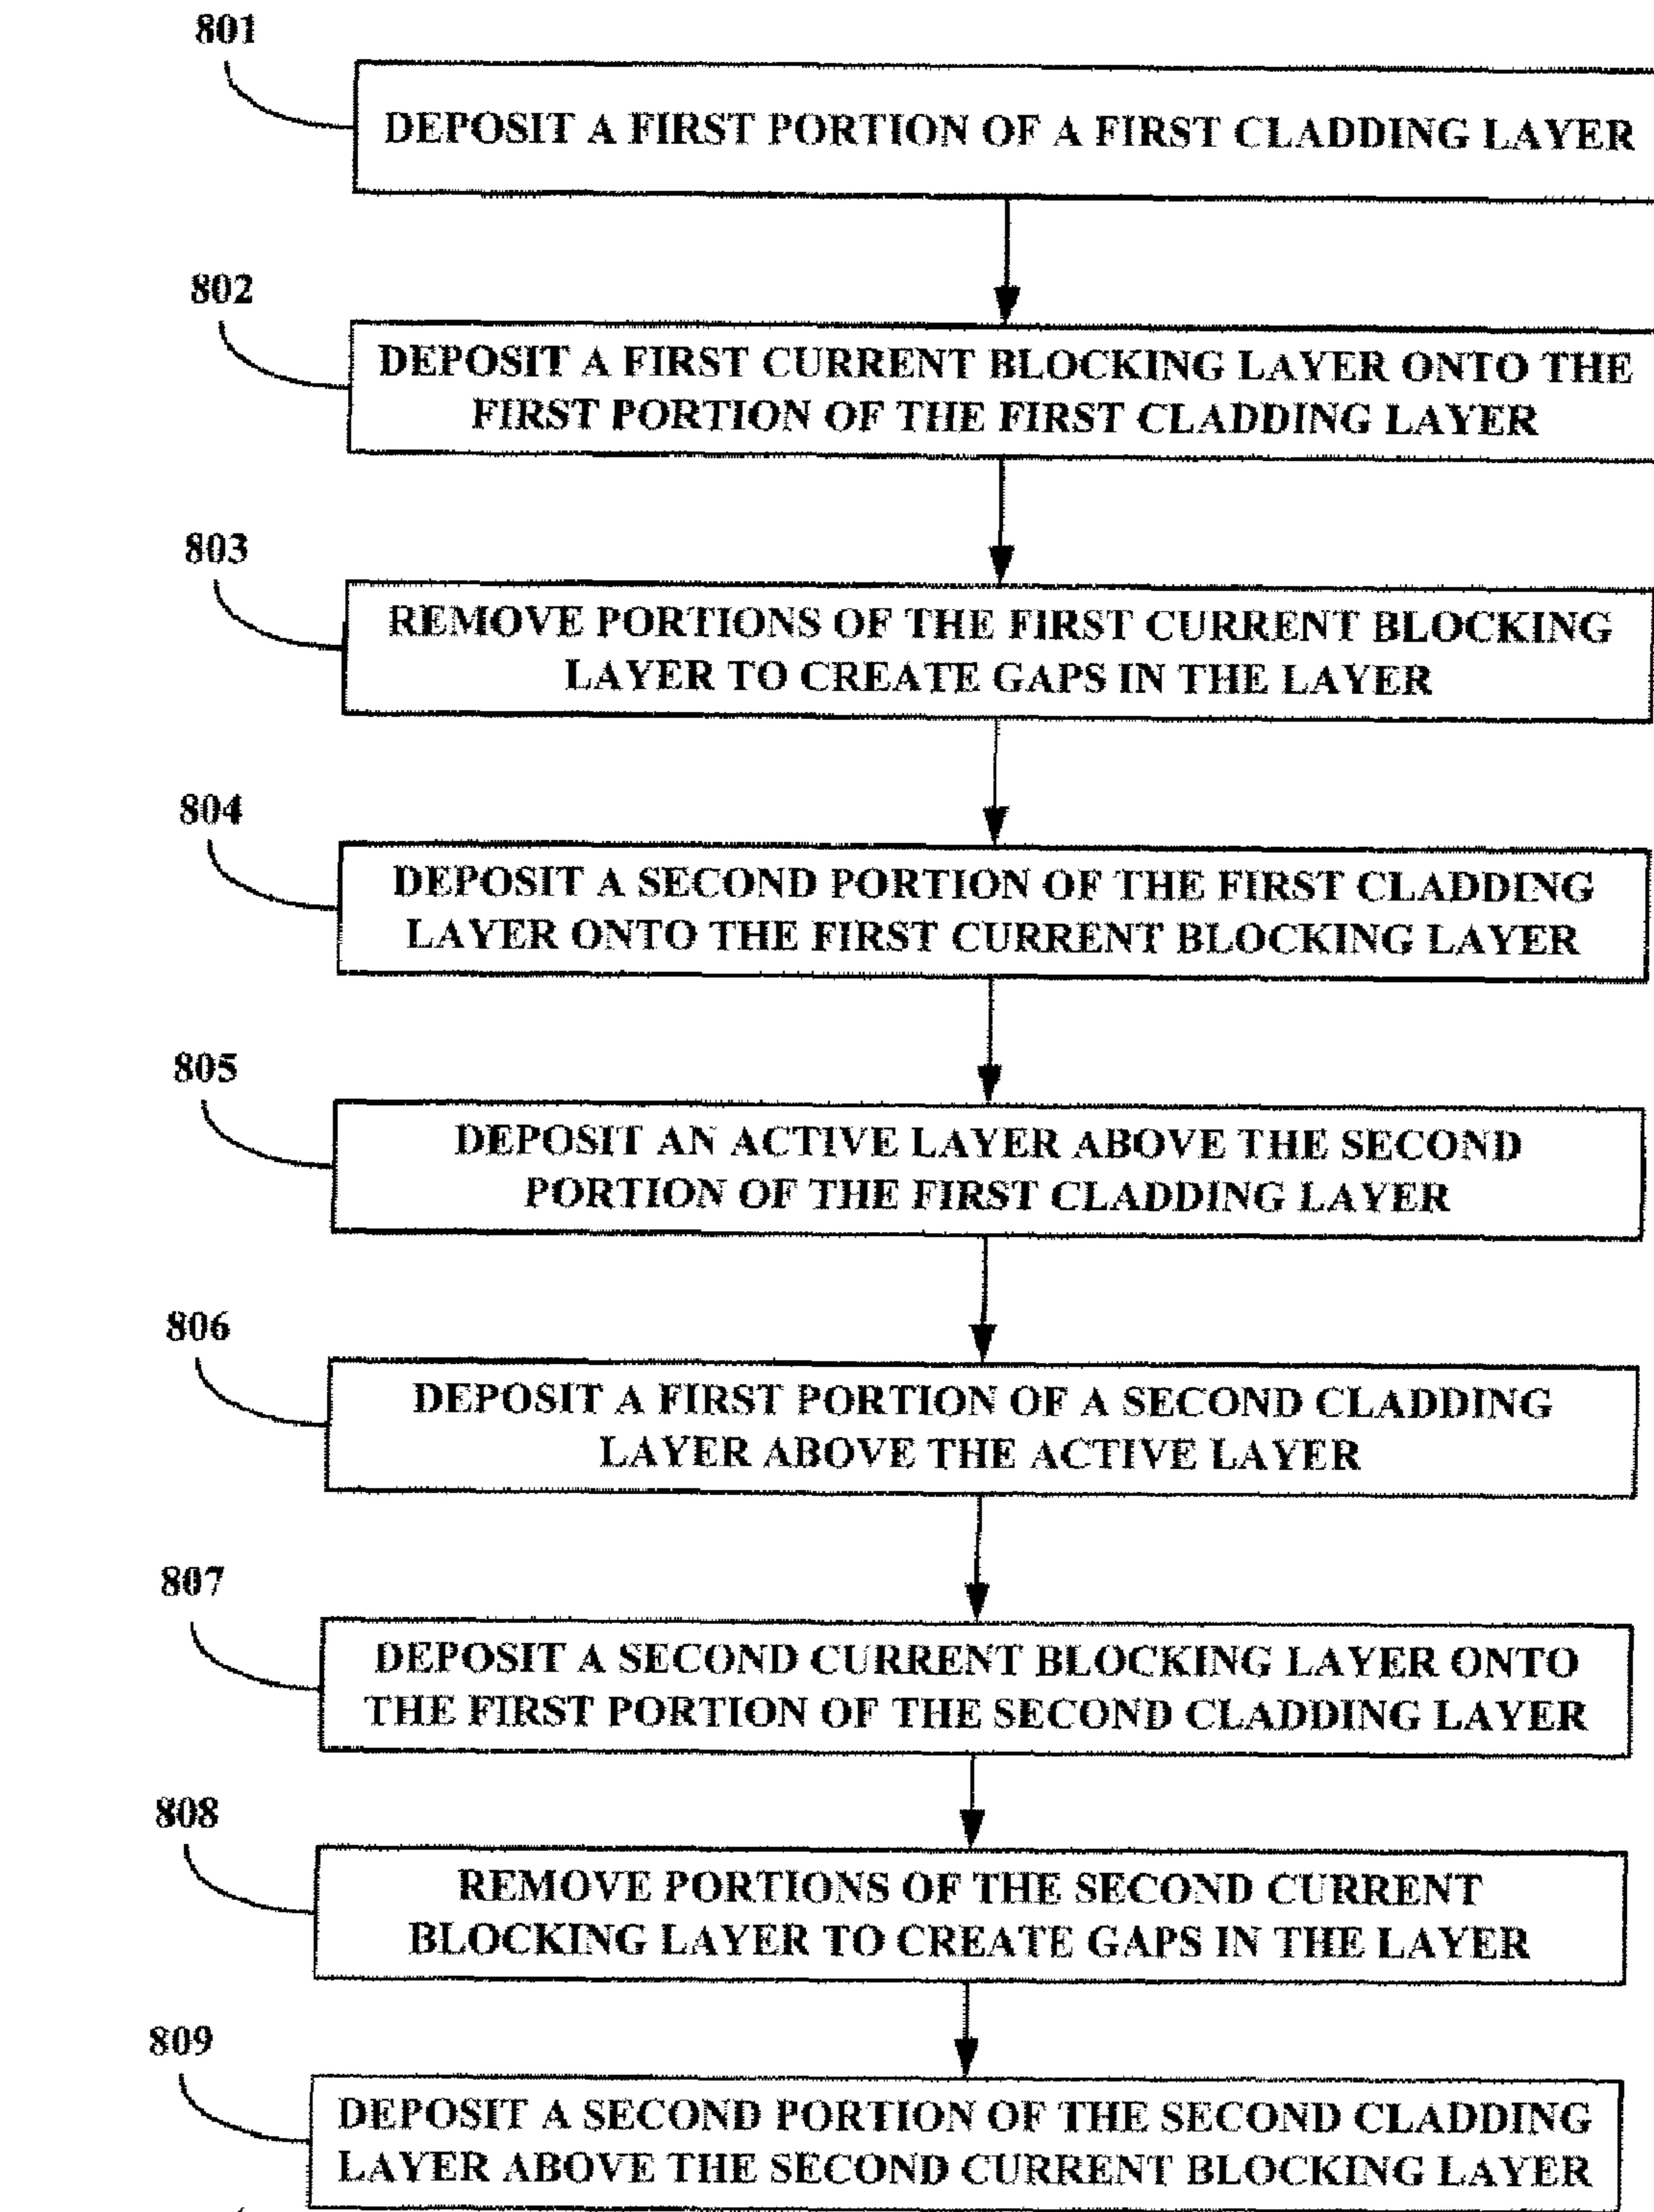 801
DEPOSIT A FIRST PORTION OF A FIRST CLADDING LAYER
802
DEPOSIT A FIRST CURRENT BLOCKING LAYER ONTO THE
FIRST PORTION OF THE FIRST CLADDING LAYER
803
REMOVE PORTIONS OF THE FIRST CURRENT BLOCKING
LAYER TO CREATE GAPS IN THE LAYER
804
DEPOSIT A SECOND PORTION OF THE FIRST CLADDING
LAYER ONTO THE FIRST CURRENT BLOCKING LAYER
805
DEPOSIT AN ACTIVE LAYER ABOVE THE SECOND
PORTION OF THE FIRST CLADDING LAYER
806
DEPOSIT A FIRST PORTION OF A SECOND CLADDING
LAYER ABOVE THE ACTIVE LAYER
807
DEPOSIT A SECOND CURRENT BLOCKING LAYER ONTO
THE FIRST PORTION OF THE SECOND CLADDING LAYER
808
REMOVE PORTIONS OF THE SECOND CURRENT
BLOCKING LAYER TO CREATE GAPS IN THE LAYER
809
DEPOSIT A SECOND PORTION OF THE SECOND CLADDING
LAYER ABOVE THE SECOND CURRENT BLOCKING LAYER